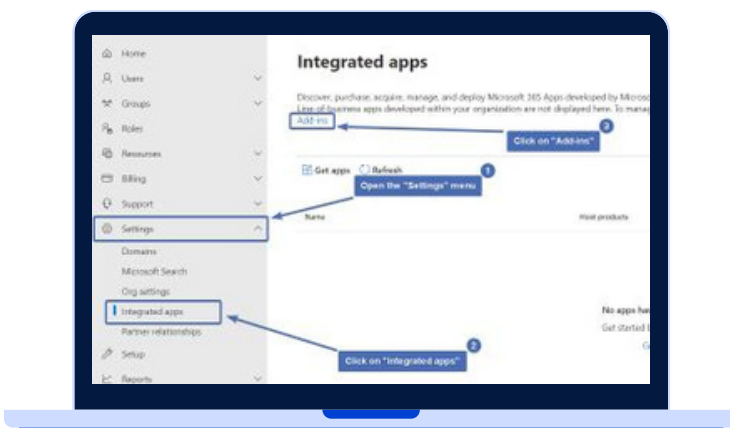 Home
Users
Groups
Roles
Resources
Billing
Support
Settings
Domains
Microsoft Search
Org settings
Integrated apps
Partner relationships
Setup
Reports
Integrated apps
Discover, purchase, acquire, manage, and deploy Microsoft 365 Apps developed by Microso
Line-of-business apps developed within your organization are not displayed here. To manag
Add-ins
3
Click on "Add-ins"
Get apps Refresh
1
Open the "Settings" menu
Name Host products
No apps hav
Get started b
2
Click on "Integrated apps"